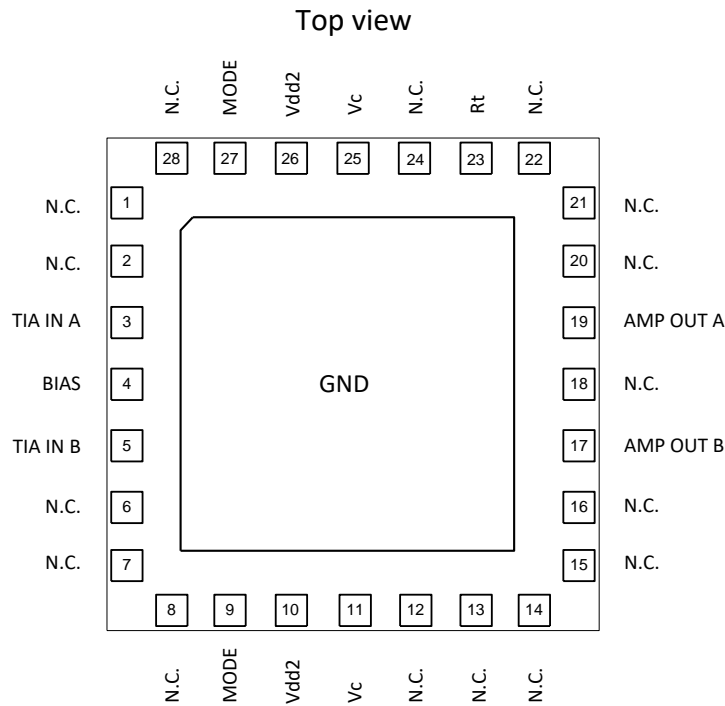 Top view
N.C. MODE Vdd2 Vc N.C. Rt N.C.
28 27 26 25 24 23 22
N.C. 1 21 N.C.
N.C. 2 20 N.C.
TIA IN A 3 19 AMP OUT A
BIAS 4 GND 18 N.C.
TIA IN B 5 17 AMP OUT B
N.C. 6 16 N.C.
N.C. 7 15 N.C.
8 9 10 11 12 13 14
N.C. MODE Vdd2 Vc N.C. N.C. N.C.